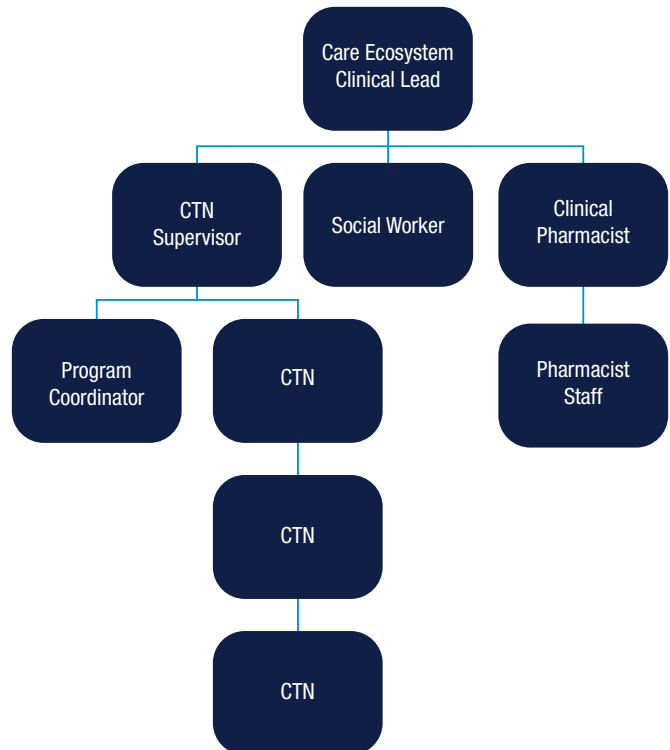 Care Ecosystem
Clinical Lead
CTN
Supervisor
Social Worker
Clinical
Pharmacist
Program
Coordinator
CTN
Pharmacist
Staff
CTN
CTN